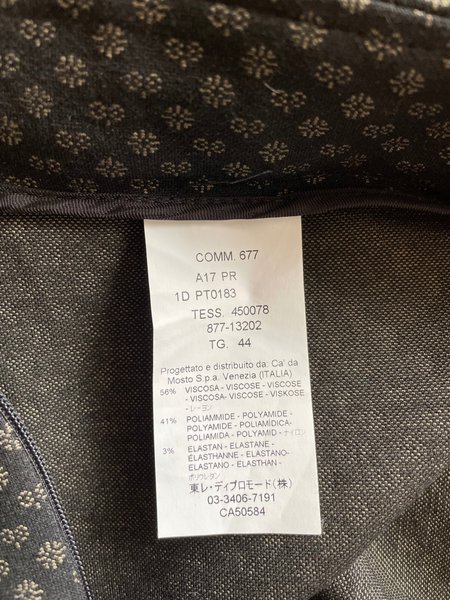 COMM. 677
A17 PR
1D PT0183
TESS. 450078
877-13202
TG. 44
Progettato e distribuito da: Ca' da
Mosto S.p.a. Venezia (ITALIA)
56% VISCOSA - VISCOSE - VISCOSE
- VISCOSA- VISCOSE - VISKOSE
- レーヨン
41% POLIAMMIDE - POLYAMIDE -
POLYAMIDE - POLIAMÍDICA-
POLIAMIDA - POLYAMID - ナイロン
3% ELASTAN - ELASTANE -
ÉLASTHANNE - ELASTANO-
ELASTANO - ELASTHAN -
ポリウレタン
東レ・ディプロモード(株)
03-3406-7191
CA50584